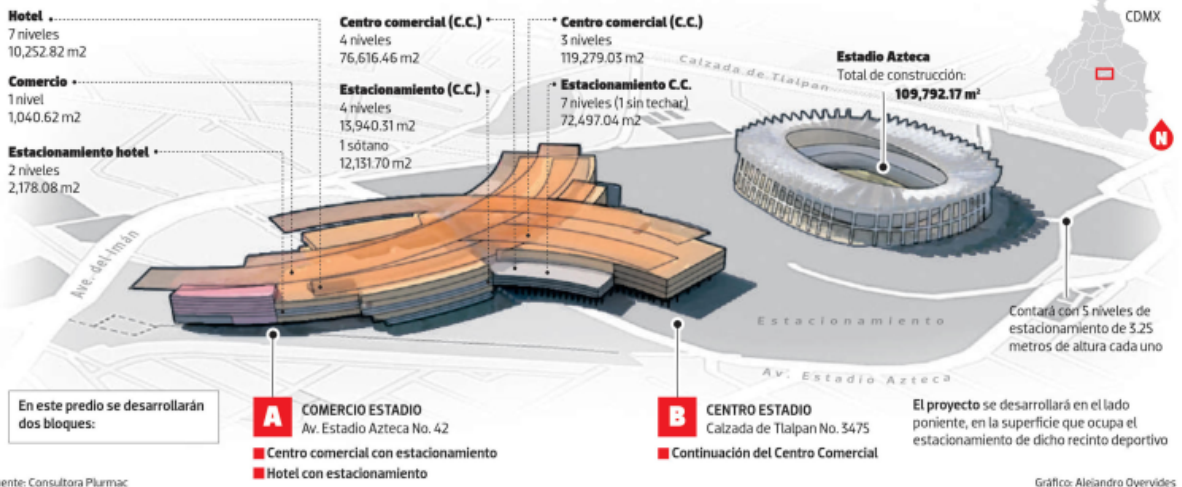 Hotel
7 niveles
10,252.82 m2
Comercio
1 nivel
1,040.62 m2
Estacionamiento hotel
2 niveles
2,178.08 m2
Centro comercial (C.C.)
4 niveles
76,616.46 m2
Estacionamiento (C.C.)
4 niveles
13,940.31 m2
1 sótano
12,131.70 m2
Centro comercial (C.C.)
3 niveles
119,279.03 m2
Estacionamiento C.C.
7 niveles (1 sin techar)
72,497.04 m2
Calzada de Tlalpan
Estadio Azteca
Total de construcción:
109,792.17 m²
CDMX
N
Ave. del Imán
Estacionamiento
Av. Estadio Azteca
Contará con 5 niveles de
estacionamiento de 3.25
metros de altura cada uno
En este predio se desarrollarán
dos bloques:
A
COMERCIO ESTADIO
Av. Estadio Azteca No. 42
Centro comercial con estacionamiento
Hotel con estacionamiento
B
CENTRO ESTADIO
Calzada de Tlalpan No. 3475
Continuación del Centro Comercial
El proyecto se desarrollará en el lado
poniente, en la superficie que ocupa el
estacionamiento de dicho recinto deportivo
ente: Consultora Plurmac
Gráfico: Alejandro Oyervides